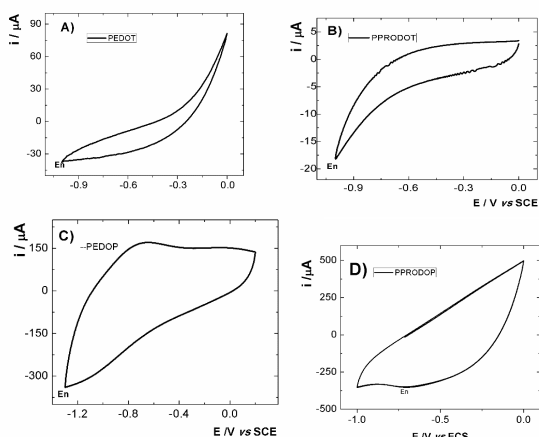 A)
PEDOT
i / µA
90
60
30
0
-30
En
-0.9 -0.6 -0.3 0.0
B)
PPRODOT
i / µA
5
0
-5
-10
-15
-20
En
-0.9 -0.6 -0.3 0.0
E / V vs SCE
C)
--PEDOP
i / µA
150
0
-150
-300
En
-1.2 -0.8 -0.4 0.0
E /V vs SCE
D)
PPRODOP
i / µA
500
250
0
-250
-500
En
-1.0 -0.5 0.0
E /V vs ECS